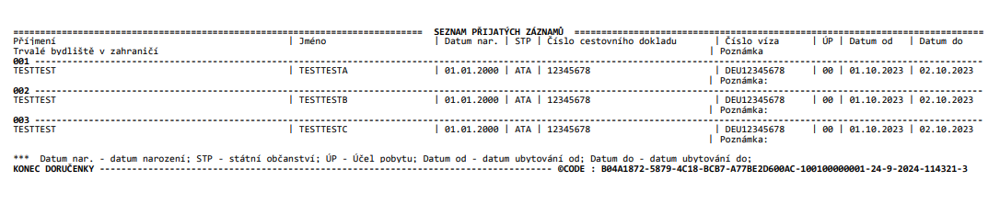 ============================================================================ SEZNAM PŘIJATÝCH ZÁZNAMŮ ============================================================================
Příjmení | Jméno | Datum nar. | STP | Číslo cestovního dokladu | Číslo víza | ÚP | Datum od | Datum do
Trvalé bydliště v zahraničí | Poznámka
001 ----------------------------------------------------------------------------
TESTTEST | TESTTESTA | 01.01.2000 | ATA | 12345678 | DEU12345678 | 00 | 01.10.2023 | 02.10.2023
| Poznámka:
002 ----------------------------------------------------------------------------
TESTTEST | TESTTESTB | 01.01.2000 | ATA | 12345678 | DEU12345678 | 00 | 01.10.2023 | 02.10.2023
| Poznámka:
003 ----------------------------------------------------------------------------
TESTTEST | TESTTESTC | 01.01.2000 | ATA | 12345678 | DEU12345678 | 00 | 01.10.2023 | 02.10.2023
| Poznámka:
*** Datum nar. - datum narození; STP - státní občanství; ÚP - Účel pobytu; Datum od - datum ubytování od; Datum do - datum ubytování do;
KONEC DORUČENKY ---------------------------------------------------------------------------- ©CODE : B04A1872-5879-4C18-BCB7-A77BE2D600AC-100100000001-24-9-2024-114321-3